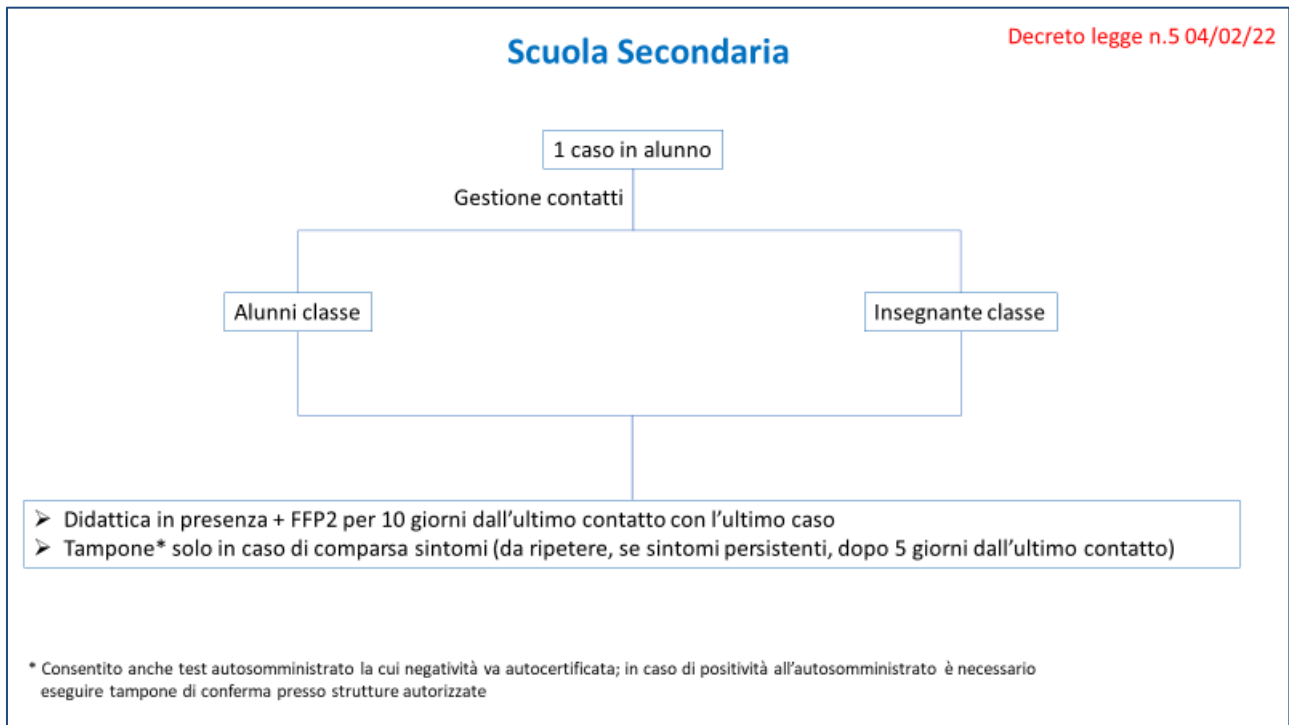 Scuola Secondaria
Decreto legge n.5 04/02/22
1 caso in alunno
Gestione contatti
Alunni classe
Insegnante classe
➢ Didattica in presenza + FFP2 per 10 giorni dall'ultimo contatto con l'ultimo caso
➢ Tampone* solo in caso di comparsa sintomi (da ripetere, se sintomi persistenti, dopo 5 giorni dall'ultimo contatto)
* Consentito anche test autosomministrato la cui negatività va autocertificata; in caso di positività all'autosomministrato è necessario
eseguire tampone di conferma presso strutture autorizzate